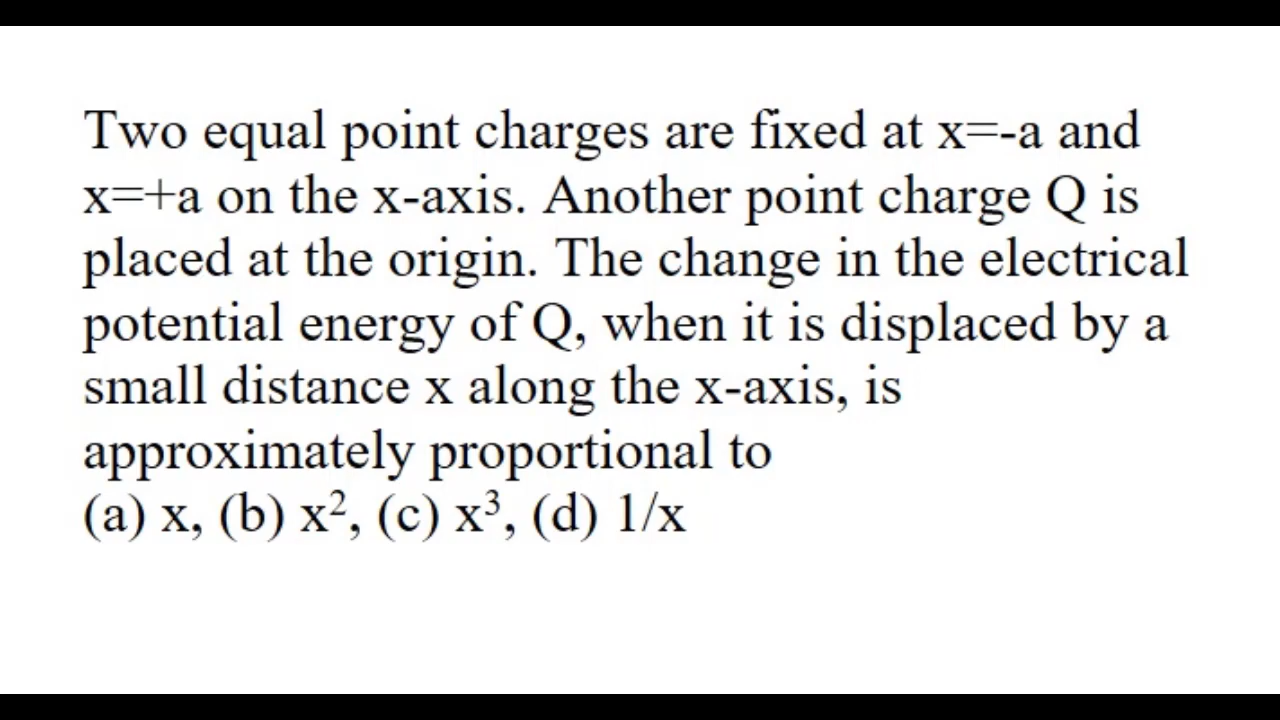 Two equal point charges are fixed at x=-a and
x=+a on the x-axis. Another point charge Q is
placed at the origin. The change in the electrical
potential energy of Q, when it is displaced by a
small distance x along the x-axis, is
approximately proportional to
(a) x, (b) x², (c) x³, (d) 1/x